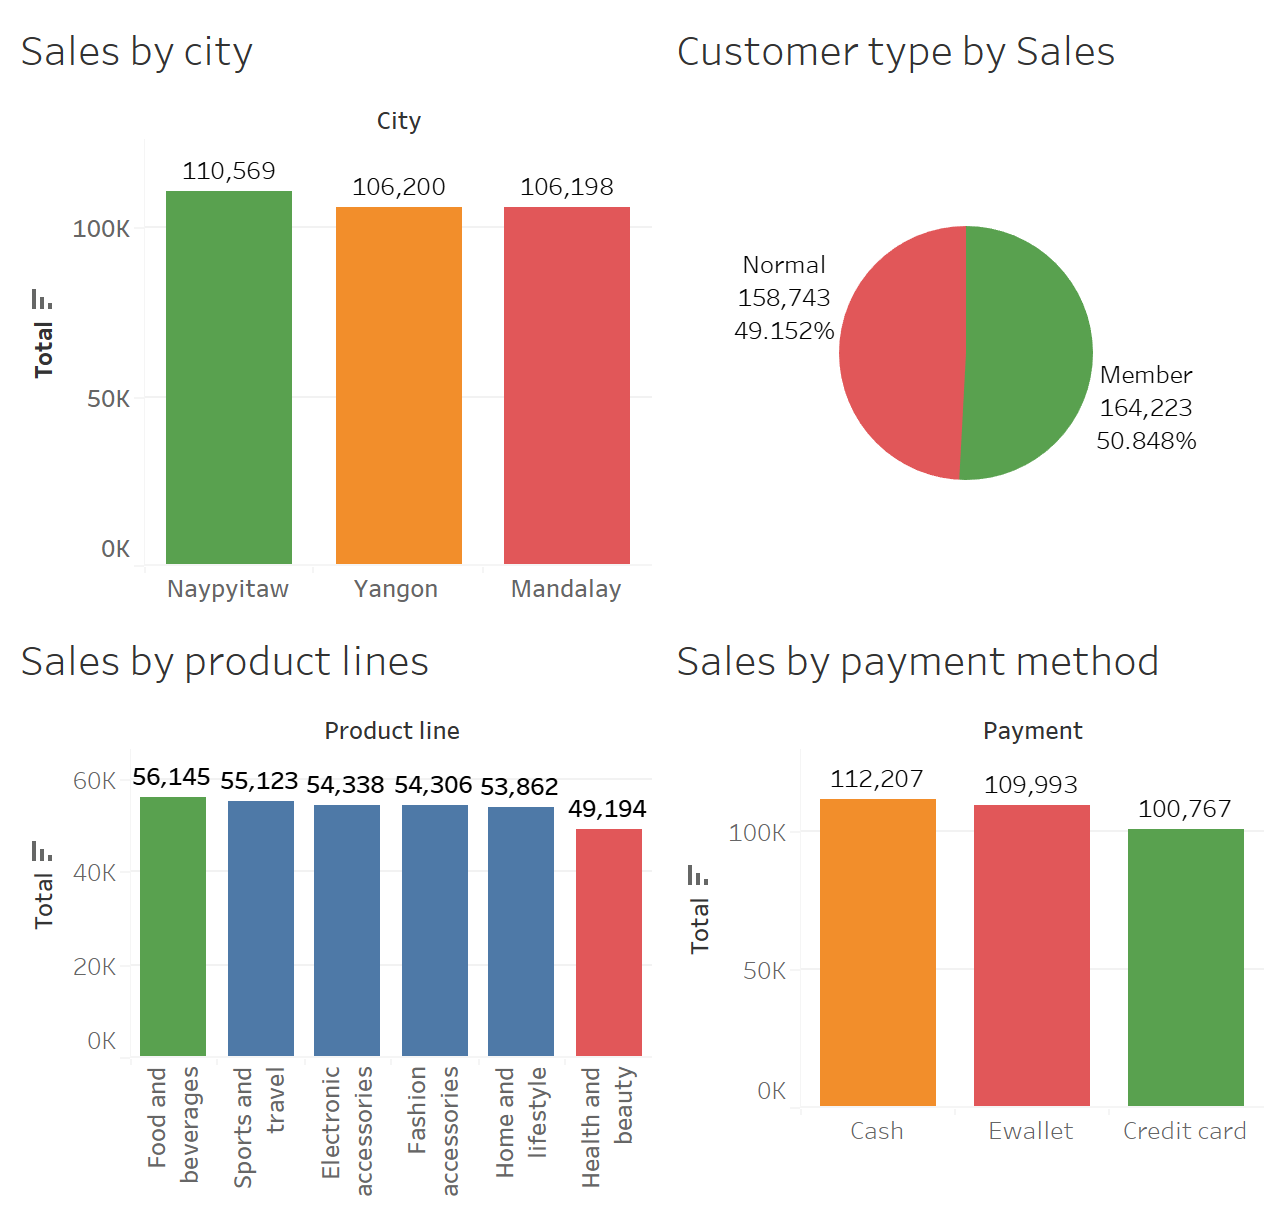 Sales by city
City
110,569
106,200
106,198
100K
50K
0K
Total
Naypyitaw
Yangon
Mandalay
Customer type by Sales
Normal
158,743
49.152%
Member
164,223
50.848%
Sales by product lines
Product line
60K
40K
20K
0K
Total
56,145
55,123
54,338
54,306
53,862
49,194
Food and
beverages
Sports and
travel
Electronic
accessories
Fashion
accessories
Home and
lifestyle
Health and
beauty
Sales by payment method
Payment
112,207
109,993
100,767
100K
50K
0K
Total
Cash
Ewallet
Credit card